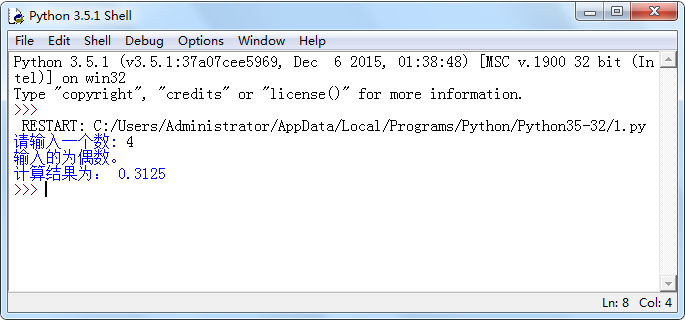 Python 3.5.1 Shell
File Edit Shell Debug Options Window Help
Python 3.5.1 (v3.5.1:37a07cee5969, Dec  6 2015, 01:38:48) [MSC v.1900 32 bit (In
tel)] on win32
Type "copyright", "credits" or "license()" for more information.
>>>
 RESTART: C:/Users/Administrator/AppData/Local/Programs/Python/Python35-32/1.py
请输入一个数: 4
输入的为偶数。
计算结果为： 0.3125
>>>
Ln: 8 Col: 4